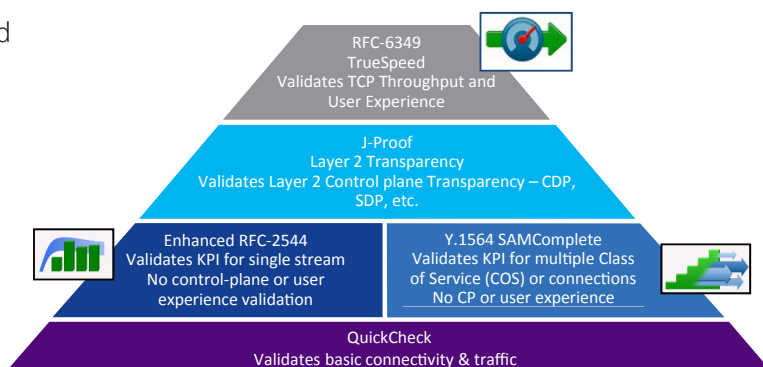 RFC-6349
TrueSpeed
Validates TCP Throughput and
User Experience
J-Proof
Layer 2 Transparency
Validates Layer 2 Control plane Transparency – CDP,
SDP, etc.
Enhanced RFC-2544
Validates KPI for single stream
No control-plane or user
experience validation
Y.1564 SAMComplete
Validates KPI for multiple Class
of Service (COS) or connections
No CP or user experience
QuickCheck
Validates basic connectivity & traffic